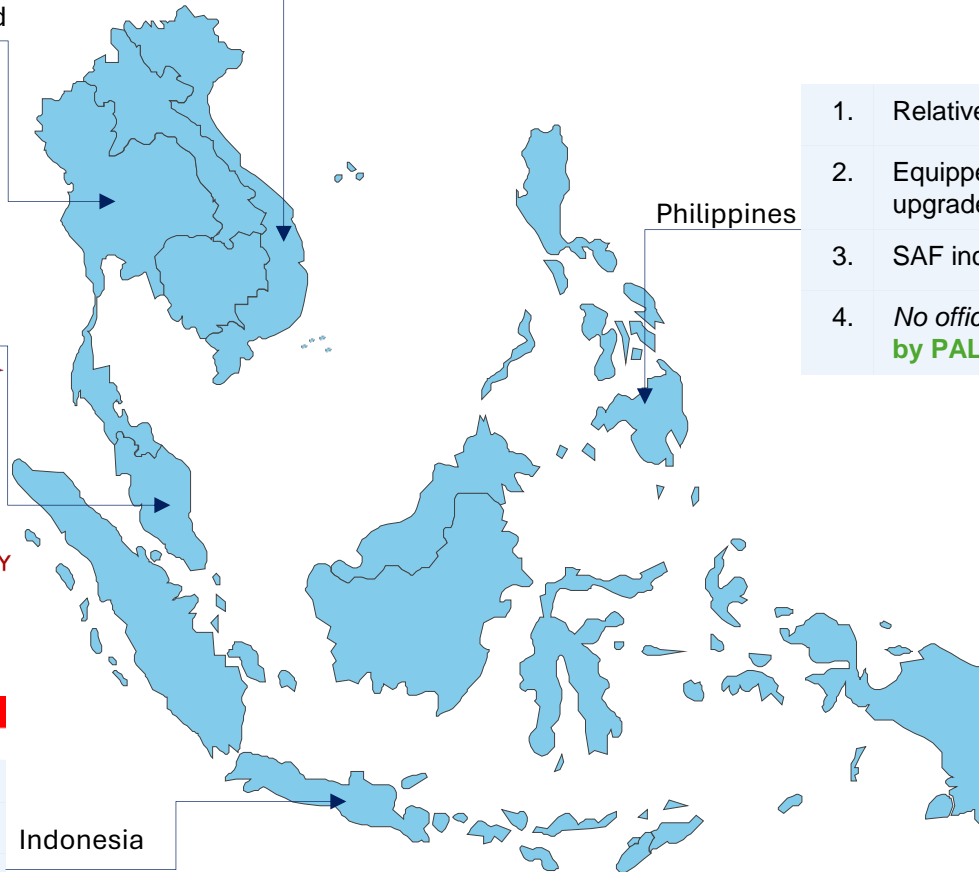 d
1. Relative
2. Equippe
upgrade
Philippines
3. SAF inc
4. No offic
by PAL
Y
Indonesia